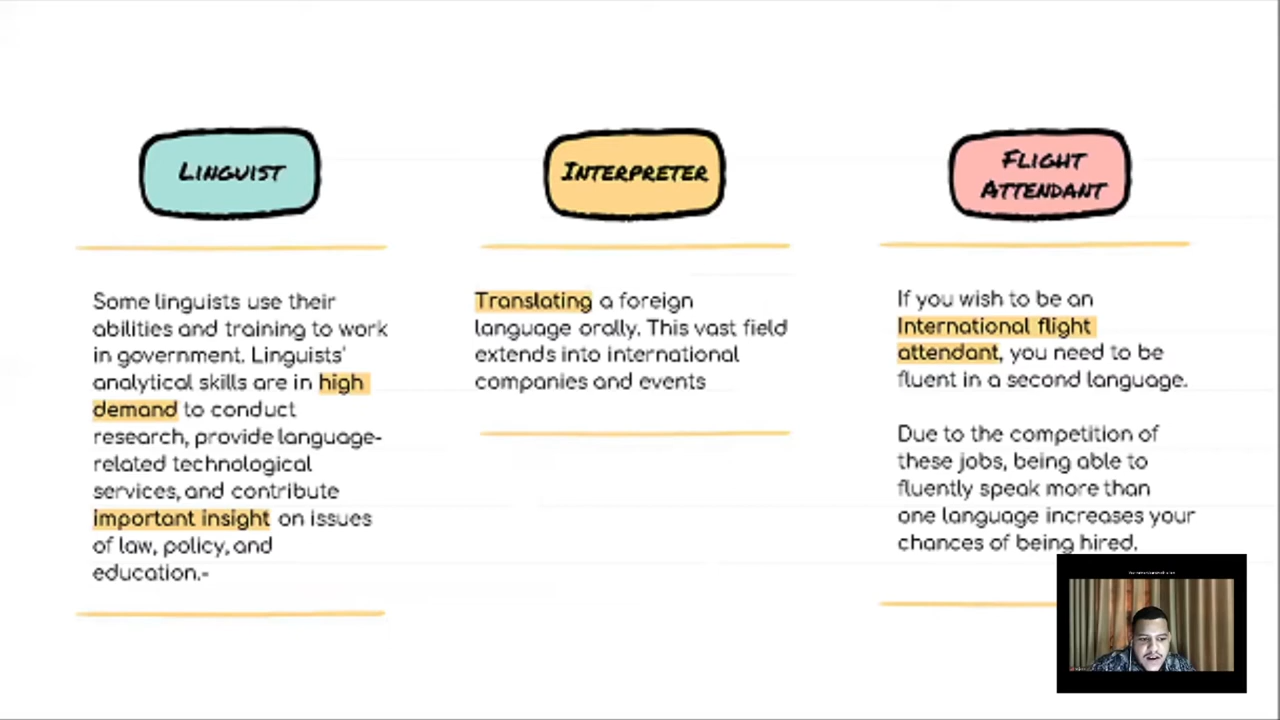 LINGUIST
Some linguists use their
abilities and training to work
in government. Linguists'
analytical skills are in high
demand to conduct
research, provide language-
related technological
services, and contribute
important insight on issues
of law, policy, and
education.-
INTERPRETER
Translating a foreign
language orally. This vast field
extends into international
companies and events
FLIGHT
ATTENDANT
If you wish to be an
International flight
attendant, you need to be
fluent in a second language.
Due to the competition of
these jobs, being able to
fluently speak more than
one language increases your
chances of being hired.